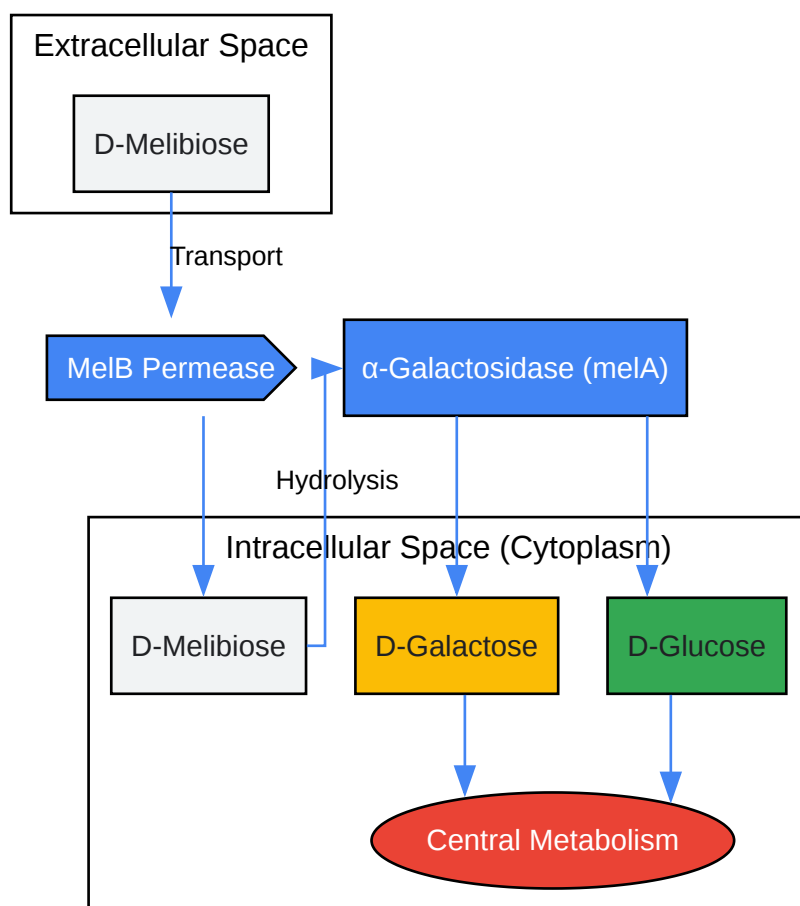 Extracellular Space
D-Melibiose
Transport
MelB Permease
α-Galactosidase (melA)
Hydrolysis
Intracellular Space (Cytoplasm)
D-Melibiose
D-Galactose
D-Glucose
Central Metabolism